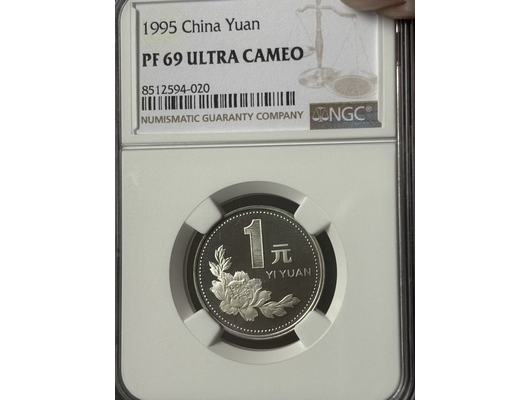 1995 China Yuan
PF 69 ULTRA CAMEO
8512594-020
NUMISMATIC GUARANTY COMPANY
NGC
1元
YI YUAN